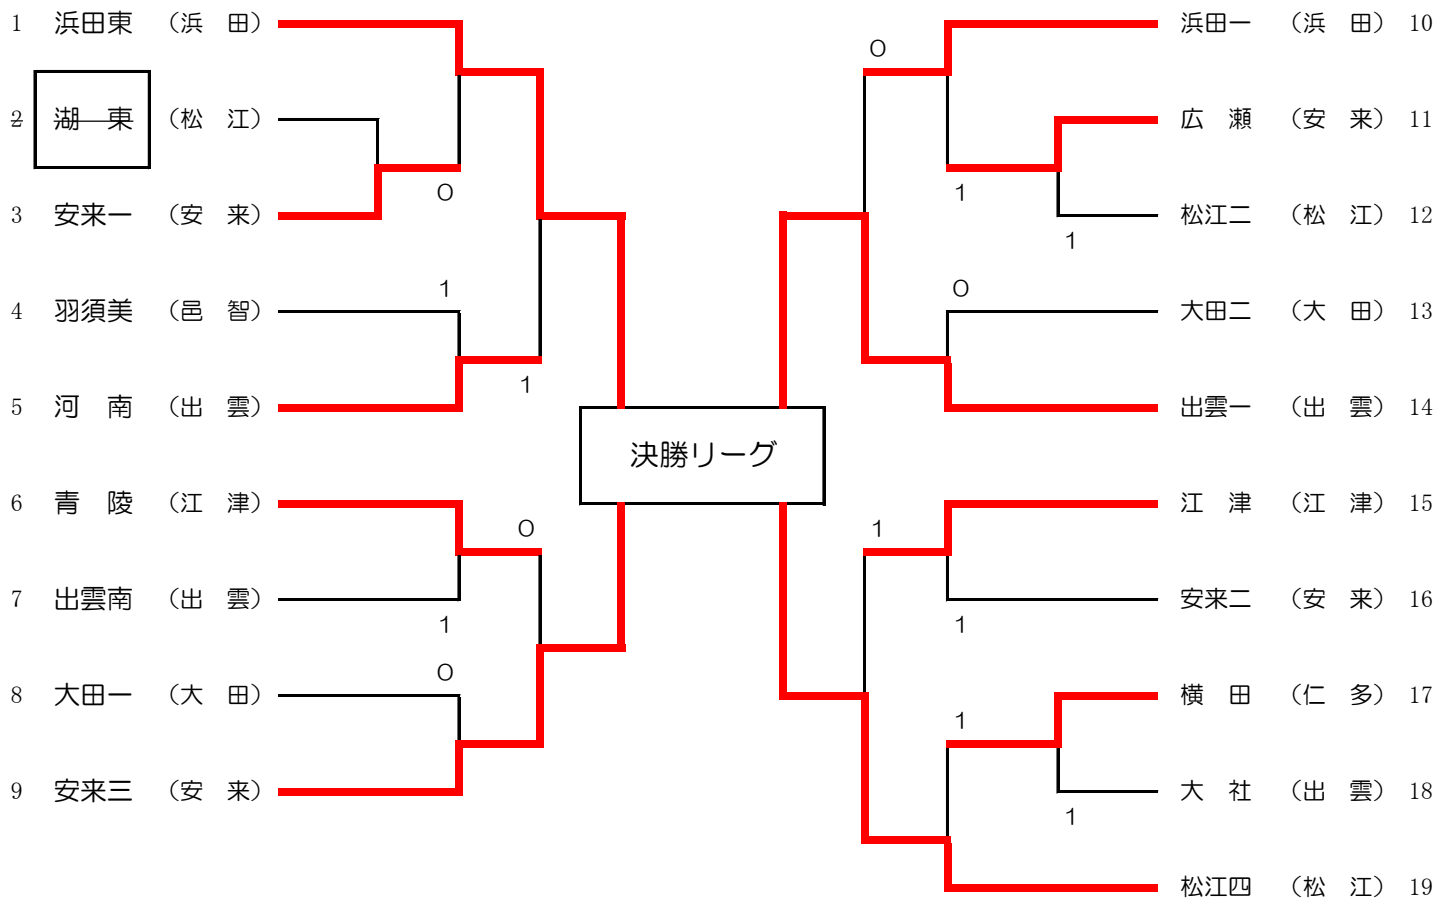 1 浜田東 （浜 田）
2 湖 東 （松 江）
0
3 安来一 （安 来）
1
4 羽須美 （邑 智）
1
5 河 南 （出 雲）
決勝リーグ
6 青 陵 （江 津）
0
7 出雲南 （出 雲）
1
0
8 大田一 （大 田）
9 安来三 （安 来）
浜田一 （浜 田） 10
0
広 瀬 （安 来） 11
1
松江二 （松 江） 12
1
0
大田二 （大 田） 13
出雲一 （出 雲） 14
江 津 （江 津） 15
1
安来二 （安 来） 16
1
横田 （仁 多） 17
1
大 社 （出 雲） 18
1
松江四 （松 江） 19